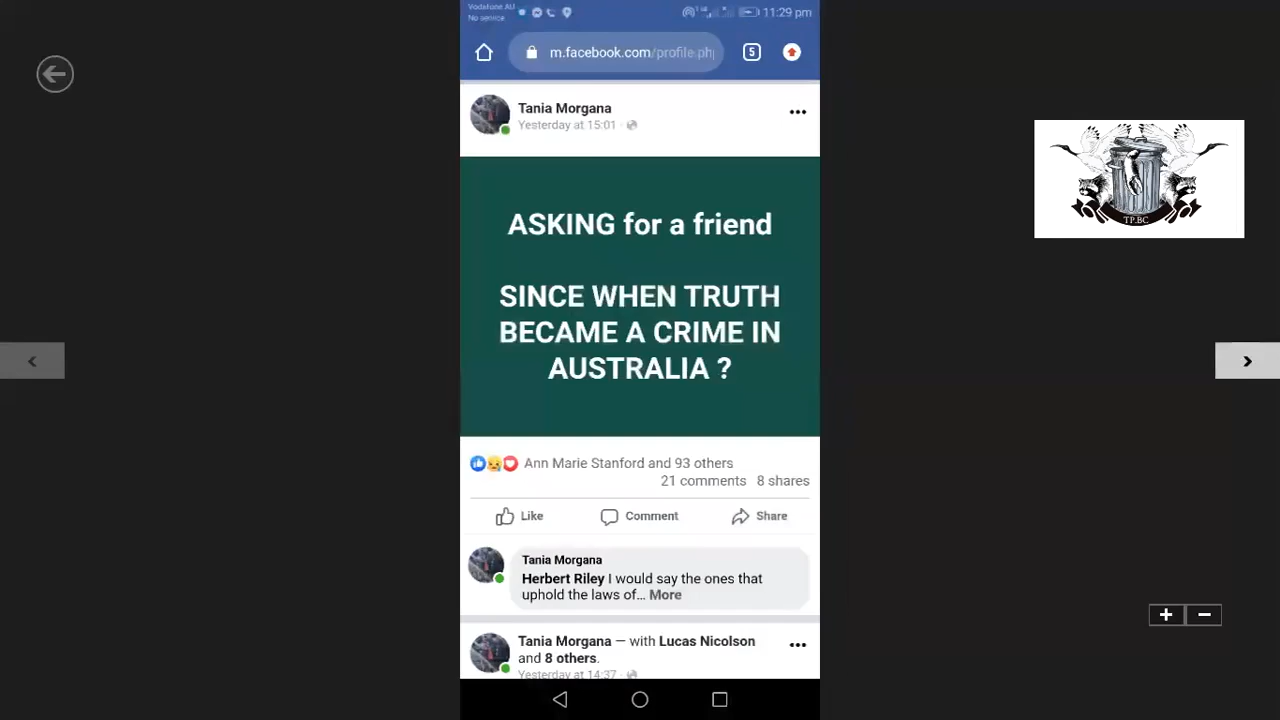 Vodafone AU
No service
11:29 pm
m.facebook.com/profile.ph
5
Tania Morgana
Yesterday at 15:01
ASKING for a friend
SINCE WHEN TRUTH
BECAME A CRIME IN
AUSTRALIA ?
Ann Marie Stanford and 93 others
21 comments 8 shares
Like Comment Share
Tania Morgana
Herbert Riley I would say the ones that
uphold the laws of... More
Tania Morgana — with Lucas Nicolson
and 8 others.
Yesterday at 14:37
TP.BC